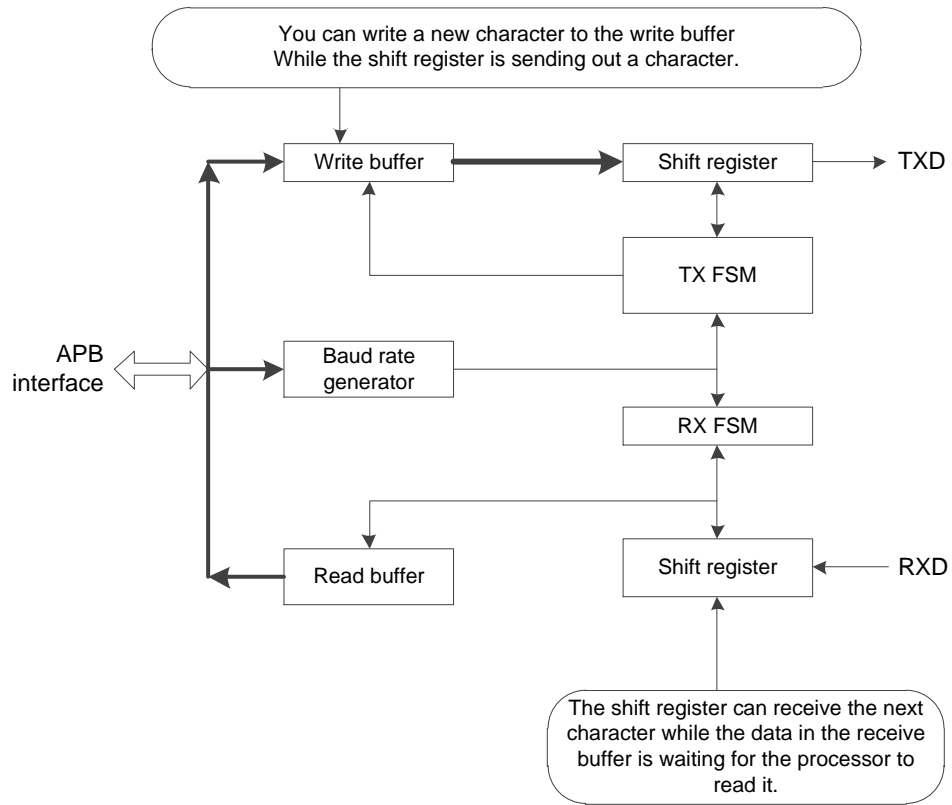 You can write a new character to the write buffer
While the shift register is sending out a character.
Write buffer
Shift register
TXD
TX FSM
APB
interface
Baud rate
generator
RX FSM
Read buffer
Shift register
RXD
The shift register can receive the next
character while the data in the receive
buffer is waiting for the processor to
read it.